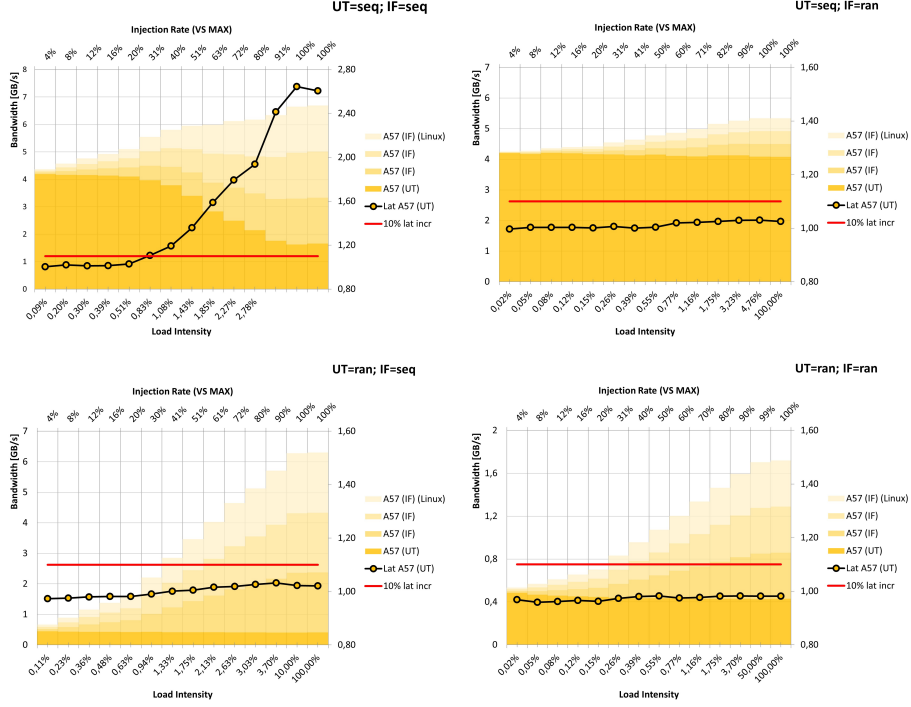 UT=seq; IF=seq
Injection Rate (VS MAX)
4% 8% 12% 16% 20% 31% 40% 51% 61% 71% 80% 91% 100% 100%
Bandwidth [GB/s]
8 7 6 5 4 3 2 1 0
2,80 2,60 2,40 2,20 2,00 1,80 1,60 1,40 1,20 1,00 0,80
A57 (IF) (Linux)
A57 (IF)
A57 (IF)
A57 (UT)
Lat A57 (UT)
10% lat incr
0,09% 0,20% 0,30% 0,39% 0,51% 0,83% 1,08% 1,43% 1,85% 2,27% 2,78%
Load Intensity
UT=seq; IF=ran
Injection Rate (VS MAX)
4% 8% 12% 16% 20% 31% 40% 50% 60% 71% 80% 90% 100% 100%
Bandwidth [GB/s]
7 6 5 4 3 2 1 0
1,60 1,40 1,20 1,00 0,80
A57 (IF) (Linux)
A57 (IF)
A57 (IF)
A57 (UT)
Lat A57 (UT)
10% lat incr
0,02% 0,05% 0,08% 0,12% 0,15% 0,26% 0,39% 0,55% 0,77% 1,16% 1,75% 3,23% 4,76% 100,00%
Load Intensity
UT=ran; IF=seq
Injection Rate (VS MAX)
4% 8% 12% 16% 20% 30% 41% 51% 60% 70% 80% 90% 100% 100%
Bandwidth [GB/s]
7 6 5 4 3 2 1 0
1,60 1,40 1,20 1,00 0,80
A57 (IF) (Linux)
A57 (IF)
A57 (IF)
A57 (UT)
Lat A57 (UT)
10% lat incr
0,11% 0,23% 0,36% 0,48% 0,63% 0,94% 1,33% 1,75% 2,13% 2,63% 3,03% 3,70% 10,00% 100,00%
Load Intensity
UT=ran; IF=ran
Injection Rate (VS MAX)
4% 8% 12% 16% 20% 31% 41% 50% 60% 70% 81% 90% 99% 100%
Bandwidth [GB/s]
2 1,6 1,2 0,8 0,4 0
1,60 1,40 1,20 1,00 0,80
A57 (IF) (Linux)
A57 (IF)
A57 (IF)
A57 (UT)
Lat A57 (UT)
10% lat incr
0,02% 0,05% 0,08% 0,12% 0,15% 0,26% 0,39% 0,55% 0,77% 1,16% 1,75% 3,70% 50,00% 100,00%
Load Intensity